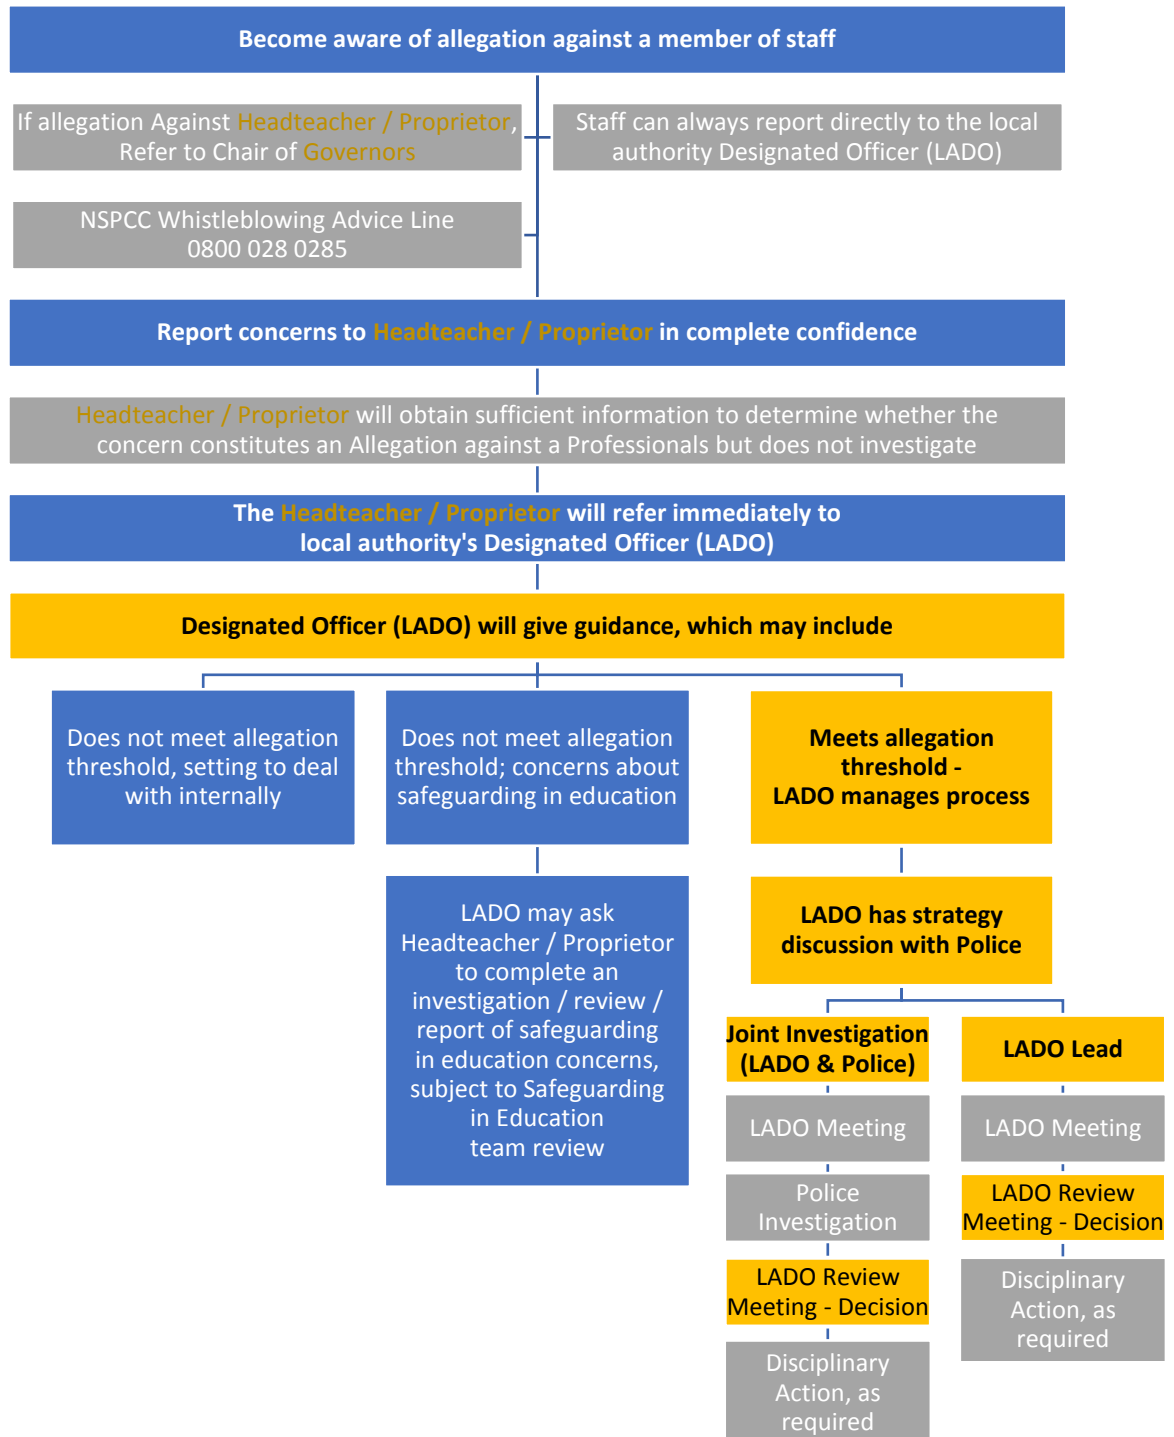 Become aware of allegation against a member of staff
If allegation Against Headteacher / Proprietor,
Refer to Chair of Governors
Staff can always report directly to the local
authority Designated Officer (LADO)
NSPCC Whistleblowing Advice Line
0800 028 0285
Report concerns to Headteacher / Proprietor in complete confidence
Headteacher / Proprietor will obtain sufficient information to determine whether the
concern constitutes an Allegation against a Professionals but does not investigate
The Headteacher / Proprietor will refer immediately to
local authority's Designated Officer (LADO)
Designated Officer (LADO) will give guidance, which may include
Does not meet allegation
threshold, setting to deal
with internally
Does not meet allegation
threshold; concerns about
safeguarding in education
LADO may ask
Headteacher / Proprietor
to complete an
investigation / review /
report of safeguarding
in education concerns,
subject to Safeguarding
in Education
team review
Meets allegation
threshold -
LADO manages process
LADO has strategy
discussion with Police
Joint Investigation
(LADO & Police)
LADO Meeting
Police
Investigation
LADO Review
Meeting - Decision
Disciplinary
Action, as
required
LADO Lead
LADO Meeting
LADO Review
Meeting - Decision
Disciplinary
Action, as
required